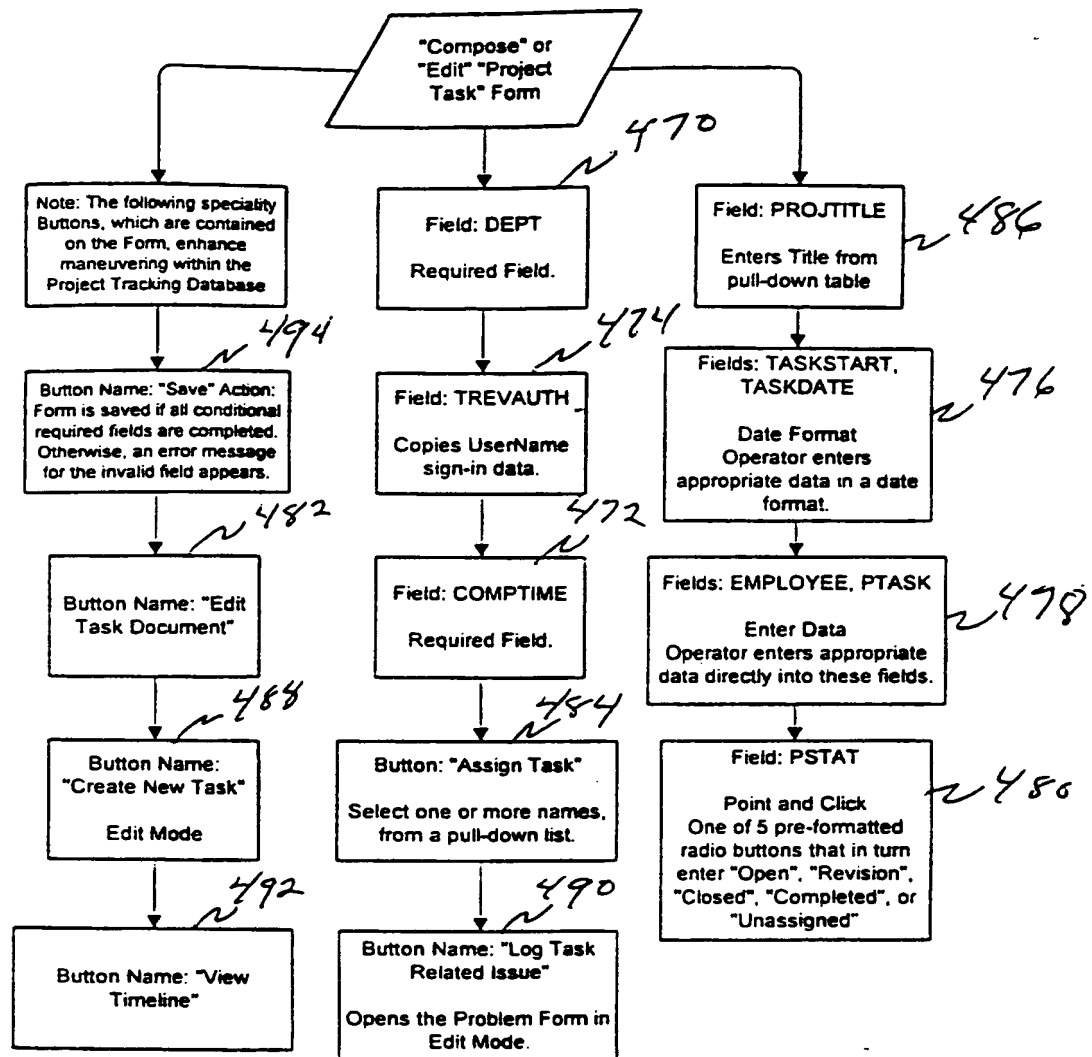 "Compose" or
"Edit" "Project
Task" Form
Note: The following speciality
Buttons, which are contained
on the Form, enhance
maneuvering within the
Project Tracking Database
494
Button Name: "Save" Action:
Form is saved if all conditional
required fields are completed.
Otherwise, an error message
for the invalid field appears.
482
Button Name: "Edit
Task Document"
488
Button Name:
"Create New Task"
Edit Mode
492
Button Name: "View
Timeline"
470
Field: DEPT
Required Field.
474
Field: TREVAUTH
Copies UserName
sign-in data.
472
Field: COMPTIME
Required Field.
484
Button: "Assign Task"
Select one or more names,
from a pull-down list.
490
Button Name: "Log Task
Related Issue"
Opens the Problem Form in
Edit Mode.
486
Field: PROJTITLE
Enters Title from
pull-down table
476
Fields: TASKSTART,
TASKDATE
Date Format
Operator enters
appropriate data in a date
format.
478
Fields: EMPLOYEE, PTASK
Enter Data
Operator enters appropriate
data directly into these fields.
480
Field: PSTAT
Point and Click
One of 5 pre-formatted
radio buttons that in turn
enter "Open", "Revision",
"Closed", "Completed", or
"Unassigned"